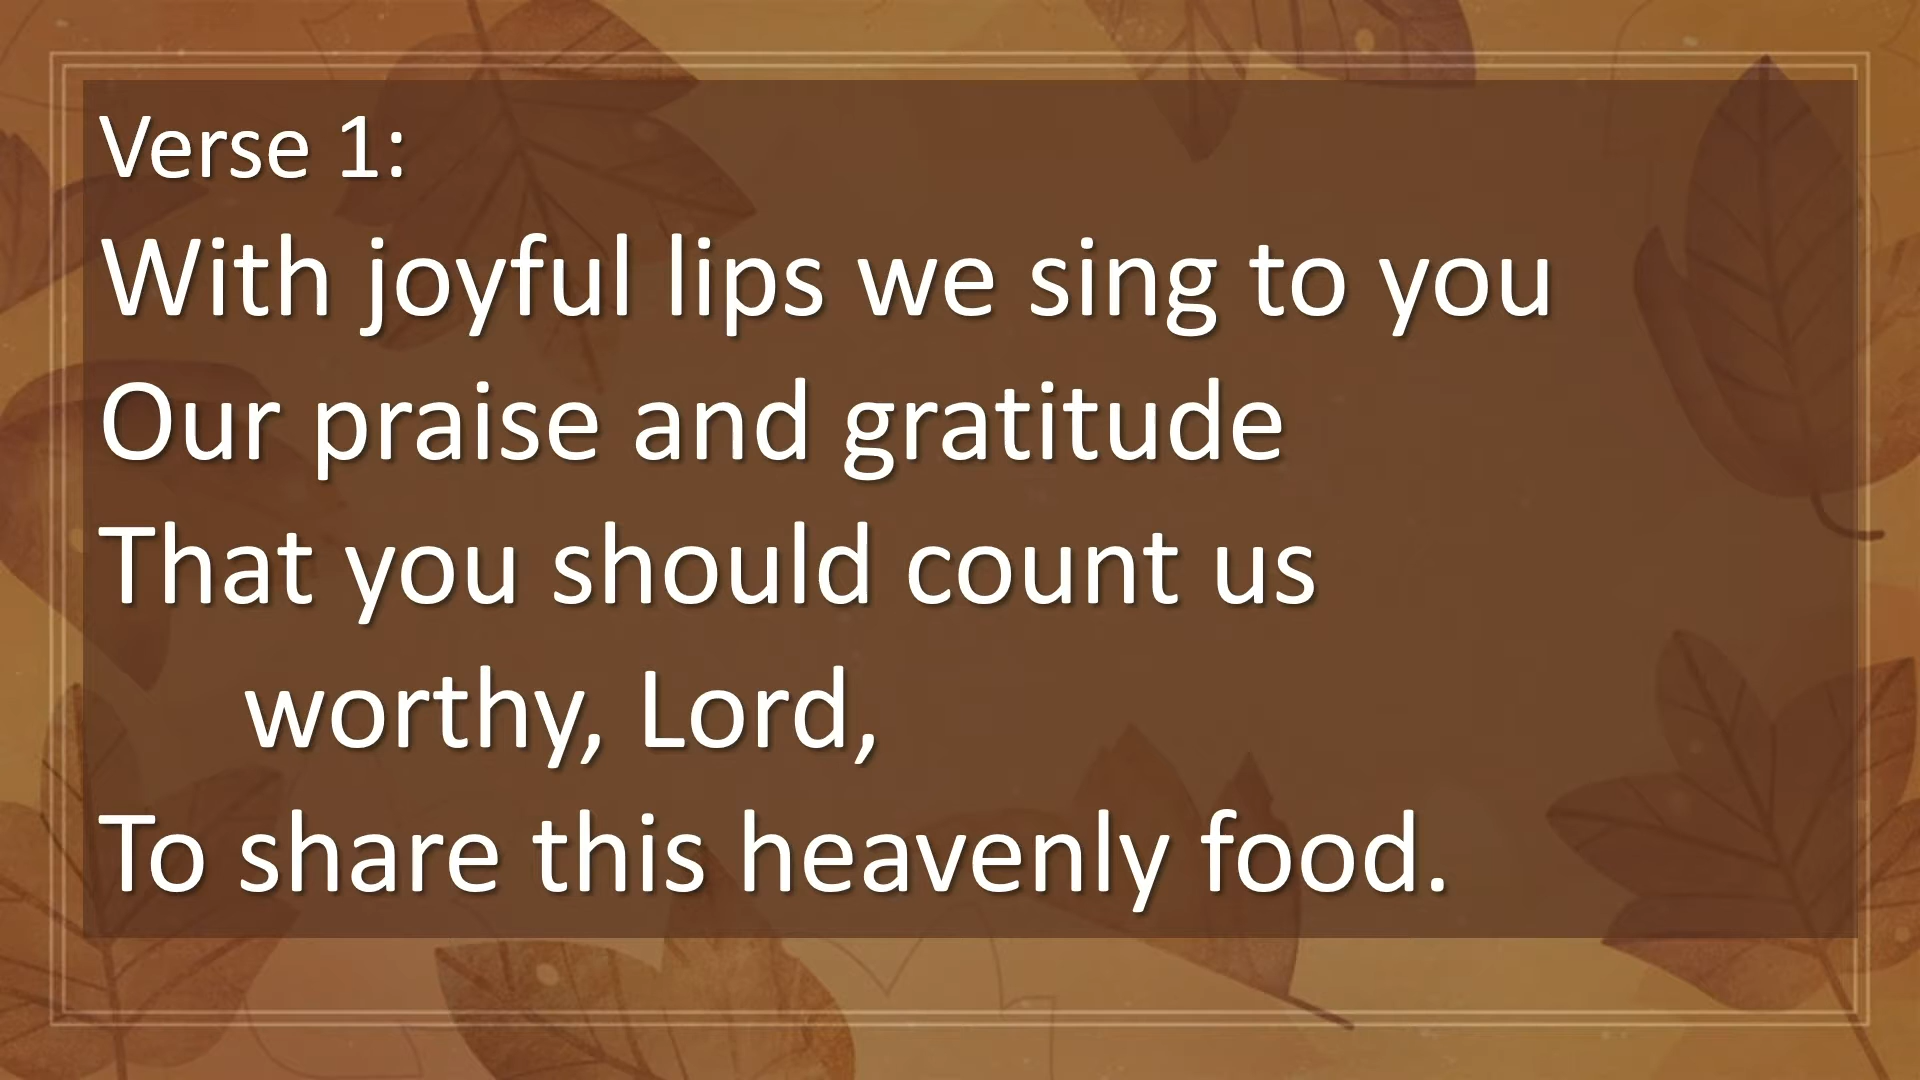 Verse 1:
With joyful lips we sing to you
Our praise and gratitude
That you should count us
worthy, Lord,
To share this heavenly food.